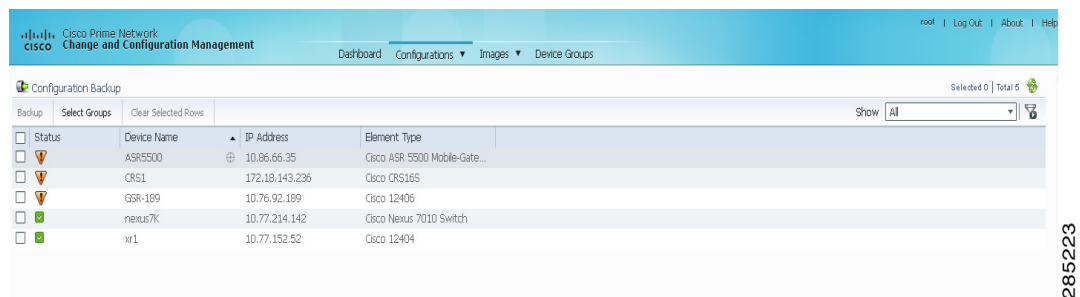 root | Log Out | About | Help
Cisco Prime Network
CISCO Change and Configuration Management
Dashboard Configurations ▼ Images ▼ Device Groups
Configuration Backup
Selected 0 | Total 5
Backup Select Groups Clear Selected Rows
Show All
Status Device Name IP Address Element Type
ASR5500 10.86.66.35 Cisco ASR 5500 Mobile-Gate...
CRS1 172.18.143.236 Cisco CRS16S
GSR-189 10.76.92.189 Cisco 12406
nexus7K 10.77.214.142 Cisco Nexus 7010 Switch
xr1 10.77.152.52 Cisco 12404
285223